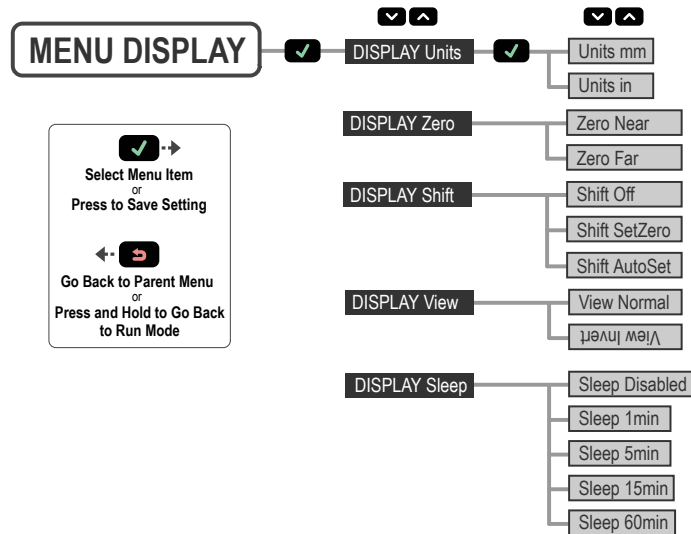 MENU DISPLAY
DISPLAY Units
Units mm
Units in
DISPLAY Zero
Zero Near
Zero Far
DISPLAY Shift
Shift Off
Shift SetZero
Shift AutoSet
DISPLAY View
View Normal
View Invert
DISPLAY Sleep
Sleep Disabled
Sleep 1min
Sleep 5min
Sleep 15min
Sleep 60min
Select Menu Item
or
Press to Save Setting
Go Back to Parent Menu
or
Press and Hold to Go Back
to Run Mode